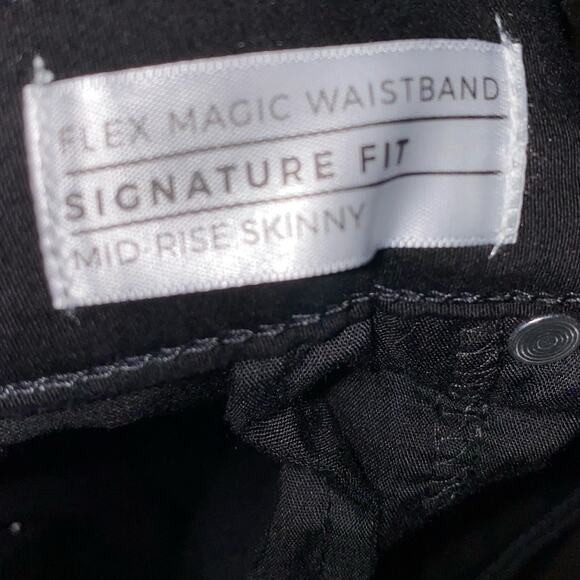 FLEX MAGIC WAISTBAND
SIGNATURE FIT
MID-RISE SKINNY